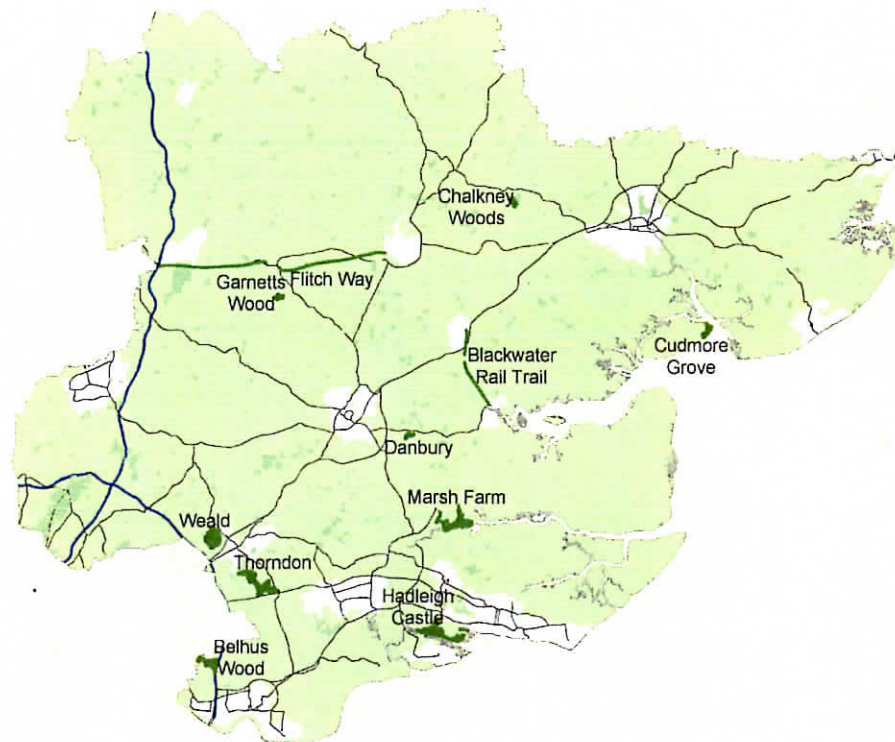 Chalkney
Woods
Garnetts
Wood
Flitch Way
Blackwater
Rail Trail
Cudmore
Grove
Danbury
Marsh Farm
Weald
Thorndon
Hadleigh
Castle
Belhus
Wood